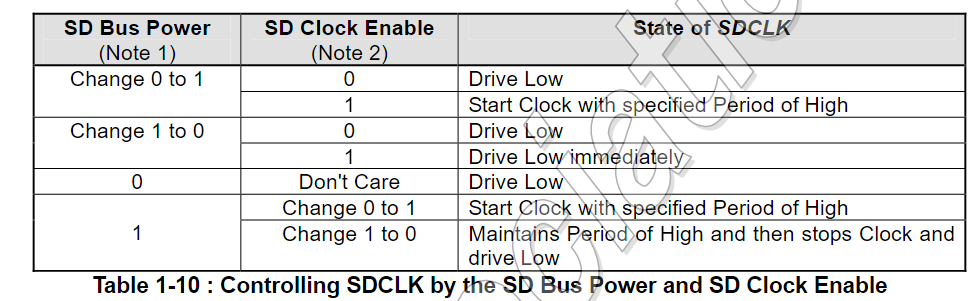 SD Bus Power SD Clock Enable State of SDCLK
(Note 1) (Note 2)
Change 0 to 1 0 Drive Low
1 Start Clock with specified Period of High
Change 1 to 0 0 Drive Low
1 Drive Low immediately
0 Don't Care Drive Low
Change 0 to 1 Start Clock with specified Period of High
1 Change 1 to 0 Maintains Period of High and then stops Clock and
drive Low
Table 1-10 : Controlling SDCLK by the SD Bus Power and SD Clock Enable